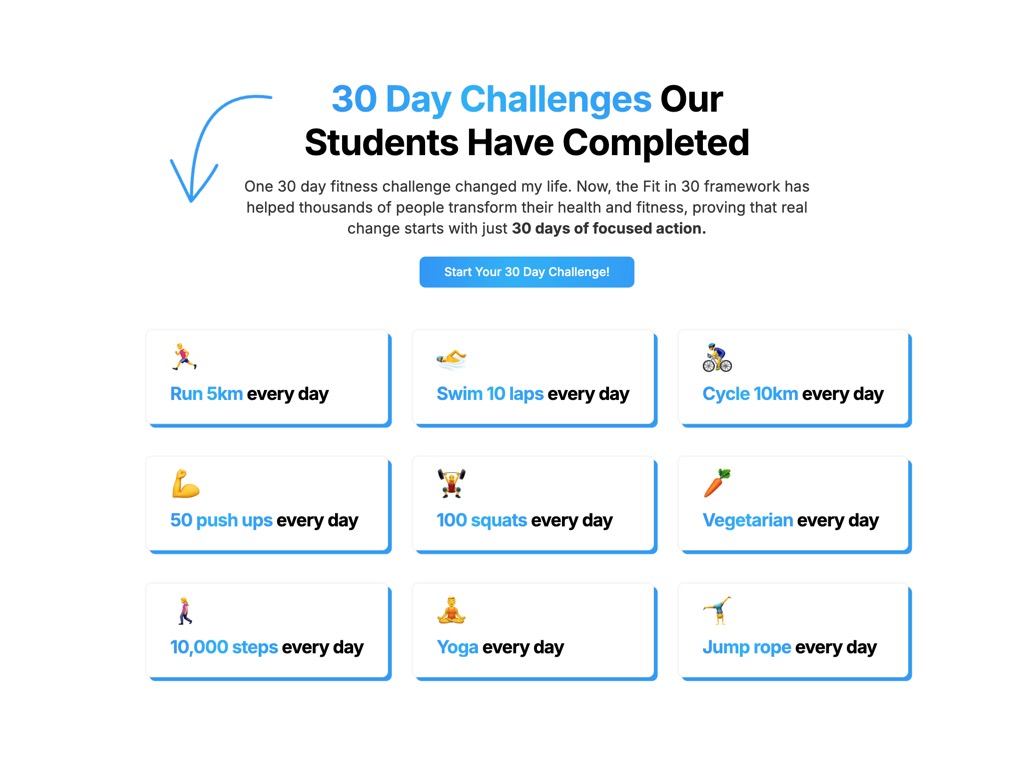 30 Day Challenges Our
Students Have Completed
One 30 day fitness challenge changed my life. Now, the Fit in 30 framework has
helped thousands of people transform their health and fitness, proving that real
change starts with just 30 days of focused action.
Start Your 30 Day Challenge!
Run 5km every day
Swim 10 laps every day
Cycle 10km every day
50 push ups every day
100 squats every day
Vegetarian every day
10,000 steps every day
Yoga every day
Jump rope every day